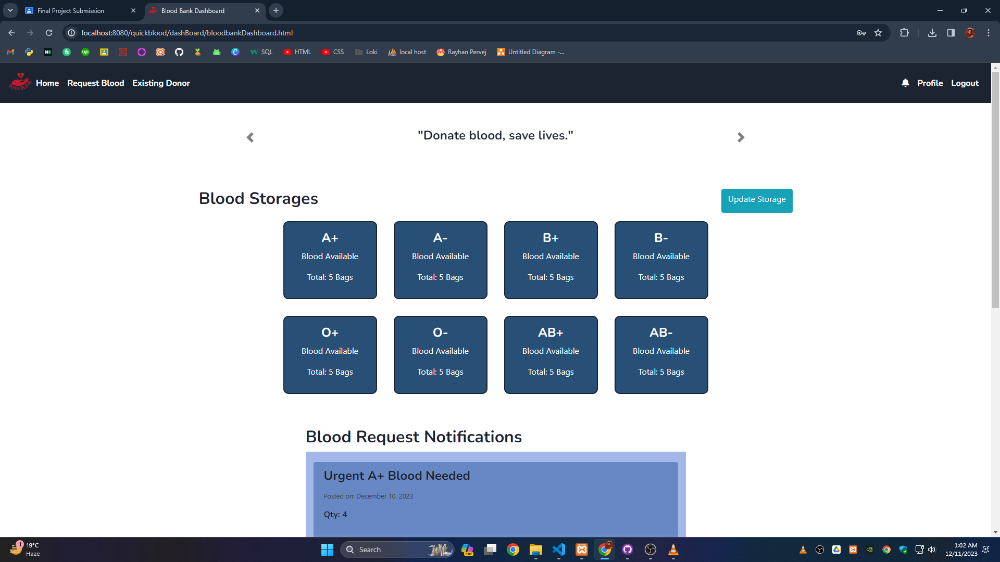 Final Project Submission
Blood Bank Dashboard
localhost:8080/quickblood/dashBoard/bloodbankDashboard.html
SQL
HTML
CSS
Loki
local host
Rayhan Pervej
Untitled Diagram -...
QUICK BLOOD
Home
Request Blood
Existing Donor
Profile
Logout
"Donate blood, save lives."
Blood Storages
Update Storage
A+
Blood Available
Total: 5 Bags
A-
Blood Available
Total: 5 Bags
B+
Blood Available
Total: 5 Bags
B-
Blood Available
Total: 5 Bags
O+
Blood Available
Total: 5 Bags
O-
Blood Available
Total: 5 Bags
AB+
Blood Available
Total: 5 Bags
AB-
Blood Available
Total: 5 Bags
Blood Request Notifications
Urgent A+ Blood Needed
Posted on: December 10, 2023
Qty: 4
1
19°C
Haze
Search
PRE
1:02 AM
12/11/2023